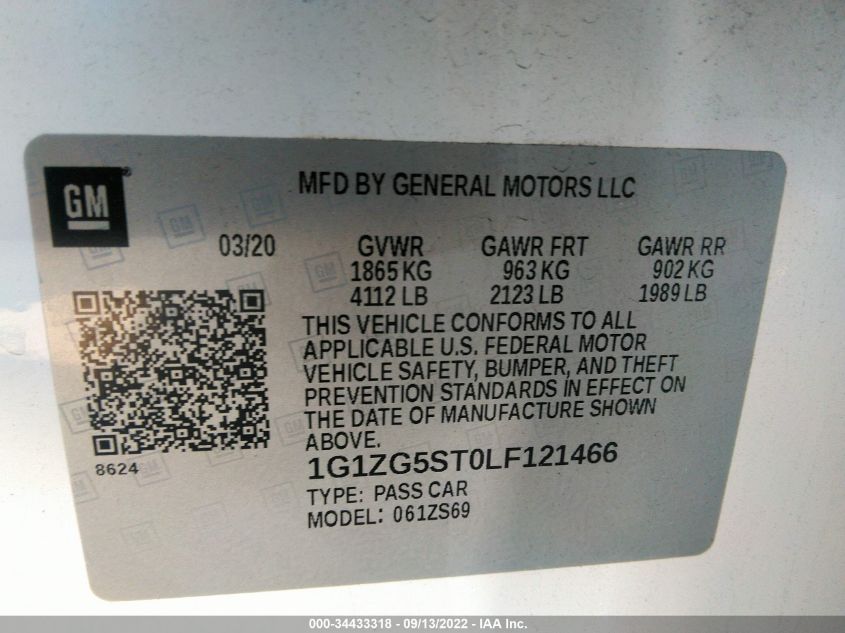 GM
MFD BY GENERAL MOTORS LLC
03/20 GVWR GAWR FRT GAWR RR
1865 KG 963 KG 902 KG
4112 LB 2123 LB 1989 LB
THIS VEHICLE CONFORMS TO ALL
APPLICABLE U.S. FEDERAL MOTOR
VEHICLE SAFETY, BUMPER, AND THEFT
PREVENTION STANDARDS IN EFFECT ON
THE DATE OF MANUFACTURE SHOWN
ABOVE.
8624
1G1ZG5ST0LF121466
TYPE: PASS CAR
MODEL: 061ZS69
000-34433318 - 09/13/2022 - IAA Inc.